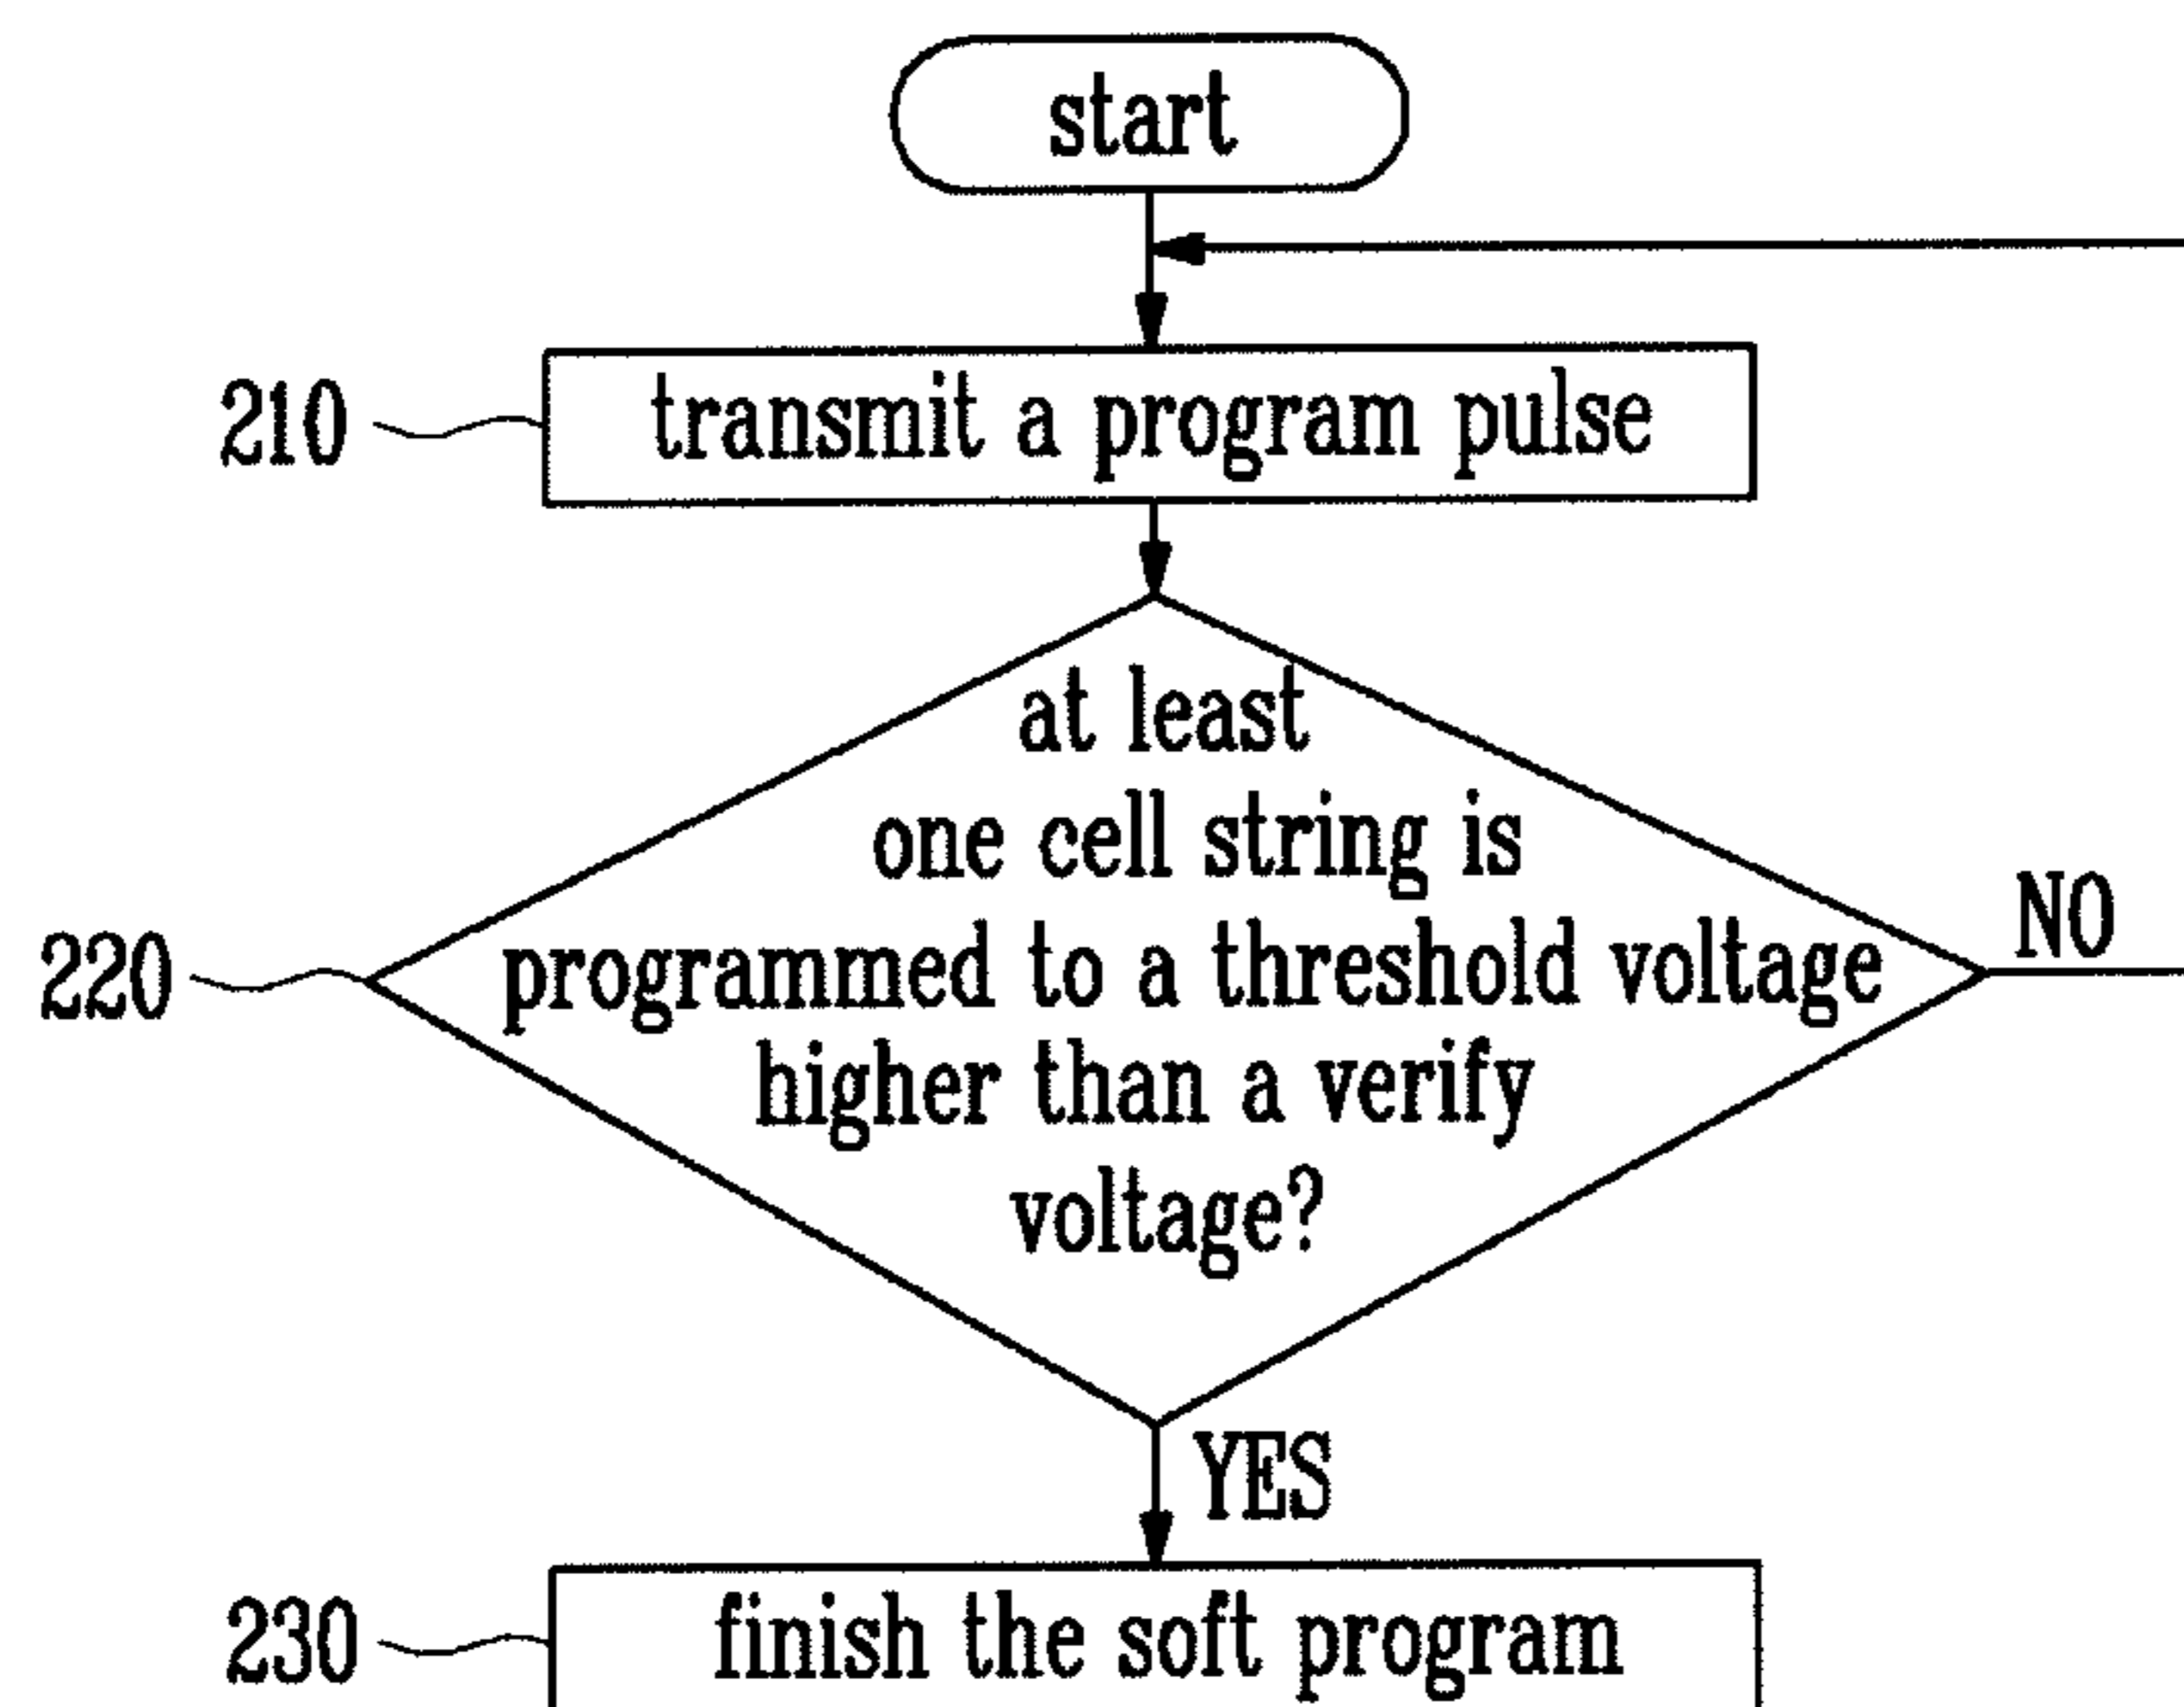 start
210
transmit a program pulse
at least
one cell string is
220
programmed to a threshold voltage
NO
higher than a verify
voltage?
YES
230
finish the soft program